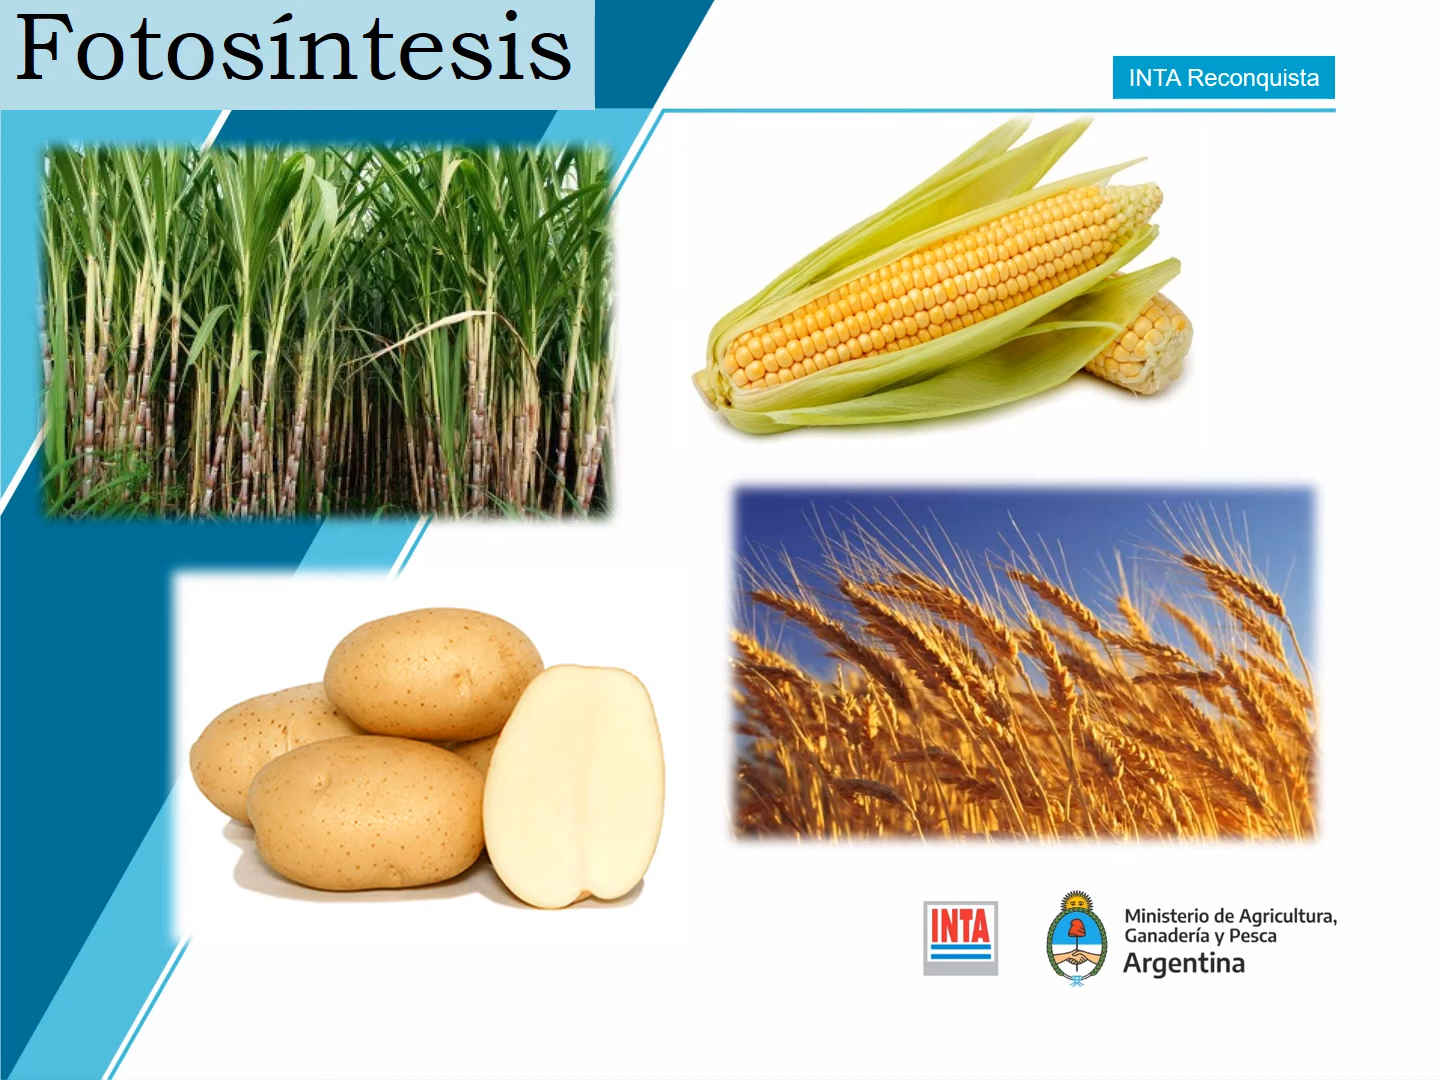 Fotosíntesis
INTA Reconquista
INTA
Ministerio de Agricultura,
Ganadería y Pesca
Argentina